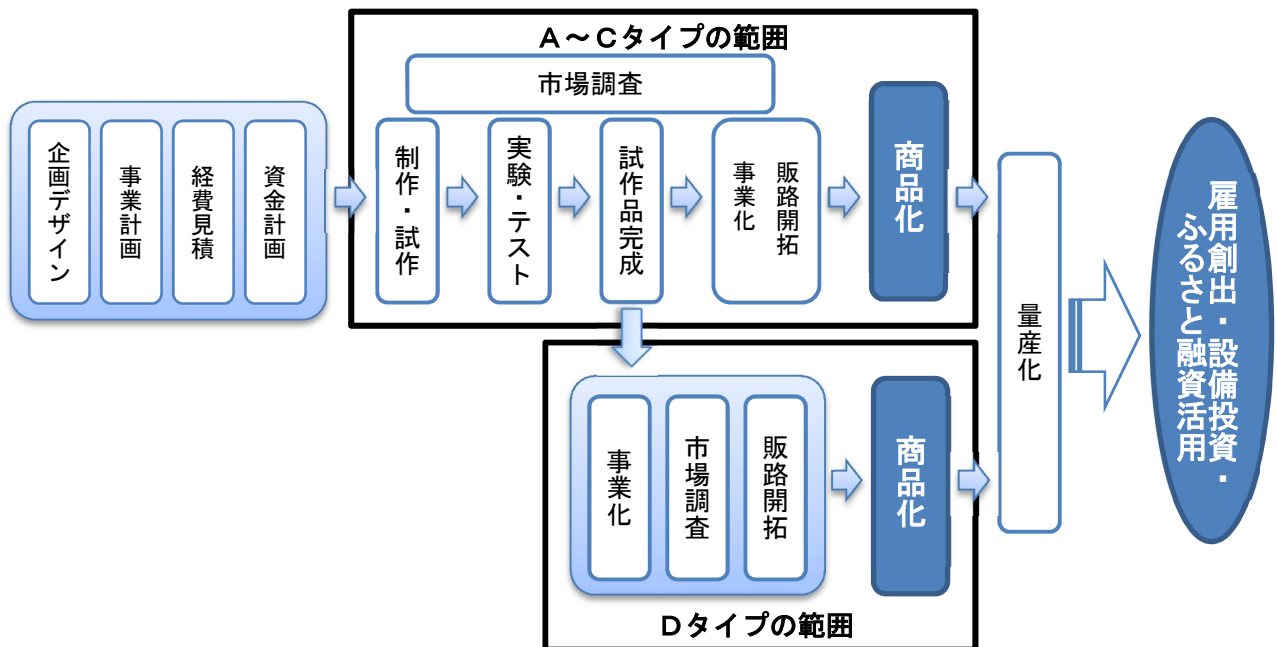 A～Cタイプの範囲
市場調査
企画デザイン
事業計画
経費見積
資金計画
制作・試作
実験・テスト
試作品完成
販路開拓
事業化
商品化
量産化
雇用創出・設備投資・
ふるさと融資活用
事業化
市場調査
販路開拓
商品化
Dタイプの範囲